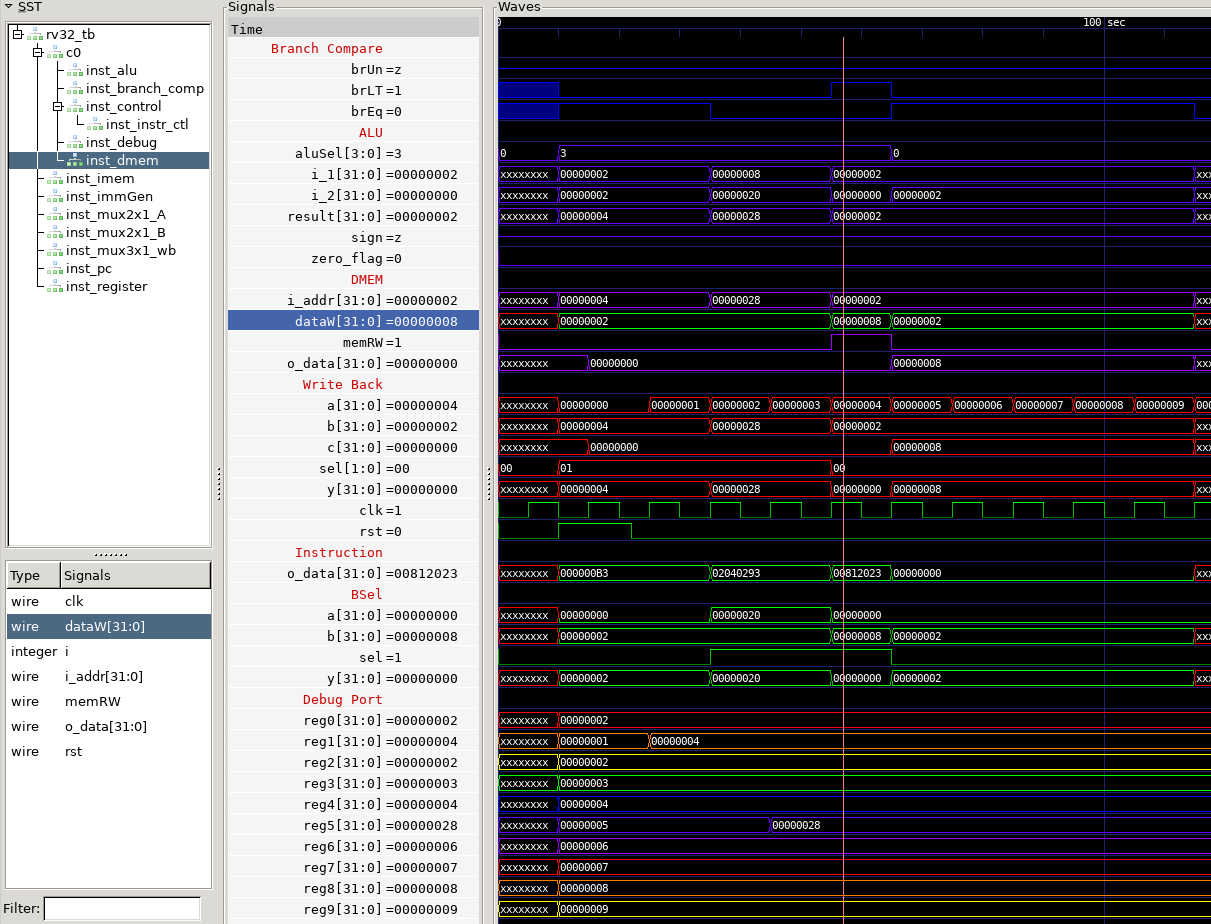 SST
rv32_tb
c0
inst_alu
inst_branch_comp
inst_control
inst_instr_ctl
inst_debug
inst_dmem
inst_imem
inst_immGen
inst_mux2x1_A
inst_mux2x1_B
inst_mux3x1_wb
inst_pc
inst_register
Type Signals
wire clk
wire dataW[31:0]
integer i
wire i_addr[31:0]
wire memRW
wire o_data[31:0]
wire rst
Filter:
Signals
Time
Branch Compare
brUn=z
brLT=1
brEq=0
ALU
aluSel[3:0]=3
i_1[31:0]=00000002
i_2[31:0]=00000000
result[31:0]=00000002
sign=z
zero_flag=0
DMEM
i_addr[31:0]=00000002
dataW[31:0]=00000008
memRW=1
o_data[31:0]=00000000
Write Back
a[31:0]=00000004
b[31:0]=00000002
c[31:0]=00000000
sel[1:0]=00
y[31:0]=00000000
clk=1
rst=0
Instruction
o_data[31:0]=00812023
BSel
a[31:0]=00000000
b[31:0]=00000008
sel=1
y[31:0]=00000000
Debug Port
reg0[31:0]=00000002
reg1[31:0]=00000004
reg2[31:0]=00000002
reg3[31:0]=00000003
reg4[31:0]=00000004
reg5[31:0]=00000028
reg6[31:0]=00000006
reg7[31:0]=00000007
reg8[31:0]=00000008
reg9[31:0]=00000009
Waves
0 100 sec
0 3 0
xxxxxxxx 00000002 00000008 00000002 xxx
xxxxxxxx 00000002 00000020 00000000 00000002 xxx
xxxxxxxx 00000004 00000028 00000002 xxx
xxxxxxxx 00000004 00000028 00000002 xxx
xxxxxxxx 00000002 00000008 00000002 xxx
xxxxxxxx 00000000 00000008 xxx
xxxxxxxx 00000000 00000001 00000002 00000003 00000004 00000005 00000006 00000007 00000008 00000009 000
xxxxxxxx 00000004 00000028 00000002 xxx
xxxxxxxx 00000000 00000008 xxx
00 01 00
xxxxxxxx 00000004 00000028 00000000 00000008 xxx
xxxxxxxx 000000B3 02040293 00812023 00000000 xxx
xxxxxxxx 00000000 00000020 00000000 xxx
xxxxxxxx 00000002 00000008 00000002 xxx
xxxxxxxx 00000002 00000020 00000000 00000002 xxx
xxxxxxxx 00000002
xxxxxxxx 00000001 00000004
xxxxxxxx 00000002
xxxxxxxx 00000003
xxxxxxxx 00000004
xxxxxxxx 00000005 00000028
xxxxxxxx 00000006
xxxxxxxx 00000007
xxxxxxxx 00000008
xxxxxxxx 00000009